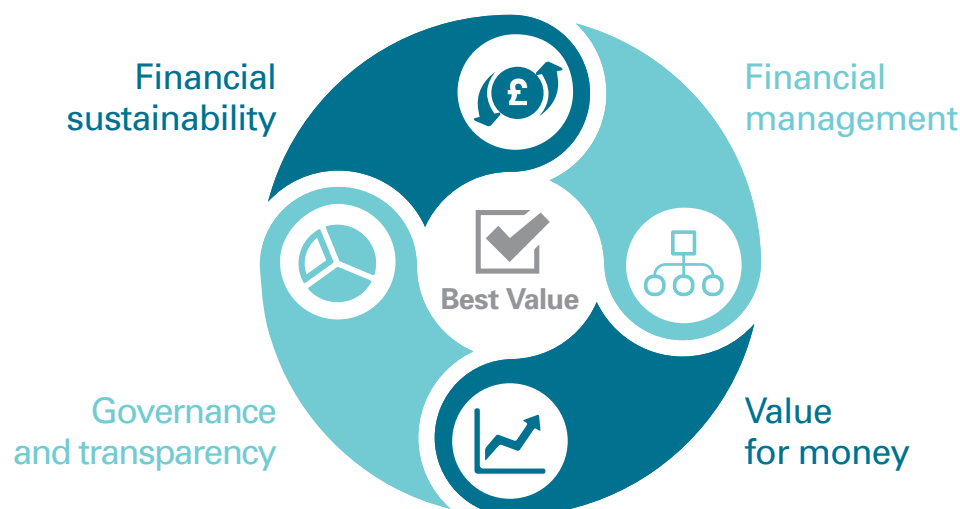 Financial
sustainability
£
Financial
management
Best Value
Governance
and transparency
Value
for money